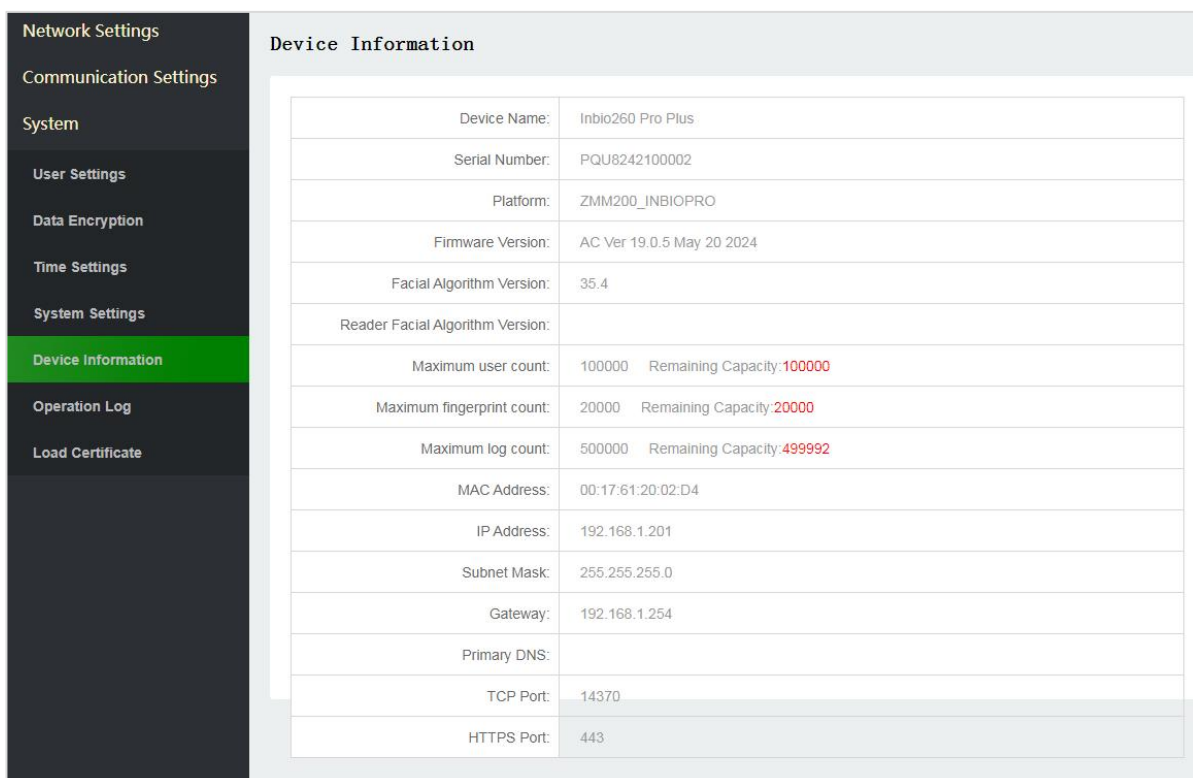 Network Settings
Communication Settings
System
User Settings
Data Encryption
Time Settings
System Settings
Device Information
Operation Log
Load Certificate
Device Information
Device Name: Inbio260 Pro Plus
Serial Number: PQU8242100002
Platform: ZMM200_INBIOPRO
Firmware Version: AC Ver 19.0.5 May 20 2024
Facial Algorithm Version: 35.4
Reader Facial Algorithm Version:
Maximum user count: 100000 Remaining Capacity:100000
Maximum fingerprint count: 20000 Remaining Capacity:20000
Maximum log count: 500000 Remaining Capacity:499992
MAC Address: 00:17:61:20:02:D4
IP Address: 192.168.1.201
Subnet Mask: 255.255.255.0
Gateway: 192.168.1.254
Primary DNS:
TCP Port: 14370
HTTPS Port: 443